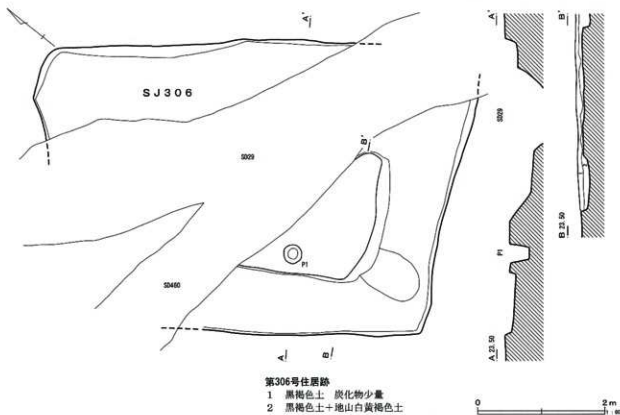 A'
SJ306
SD29
B'
P1
SD460
A
B
A'
SD29
P1
A 23.50
B'
B 23.50
第306号住居跡
1 黒褐色土 炭化物少量
2 黒褐色土+地山白黄褐色土
0 2m